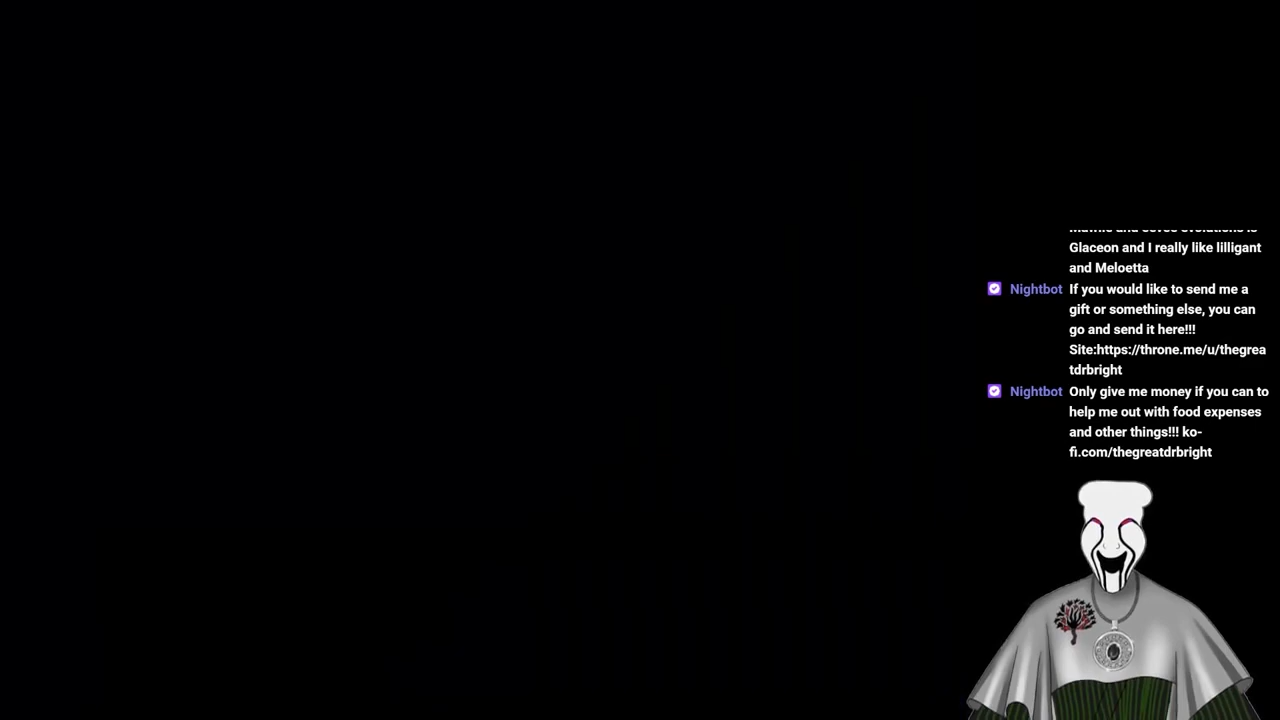 Glaceon and I really like lilligant
and Meloetta
Nightbot If you would like to send me a
gift or something else, you can
go and send it here!!!
Site:https://throne.me/u/thegrea
tdrbright
Nightbot Only give me money if you can to
help me out with food expenses
and other things!!! ko-
fi.com/thegreatdrbright